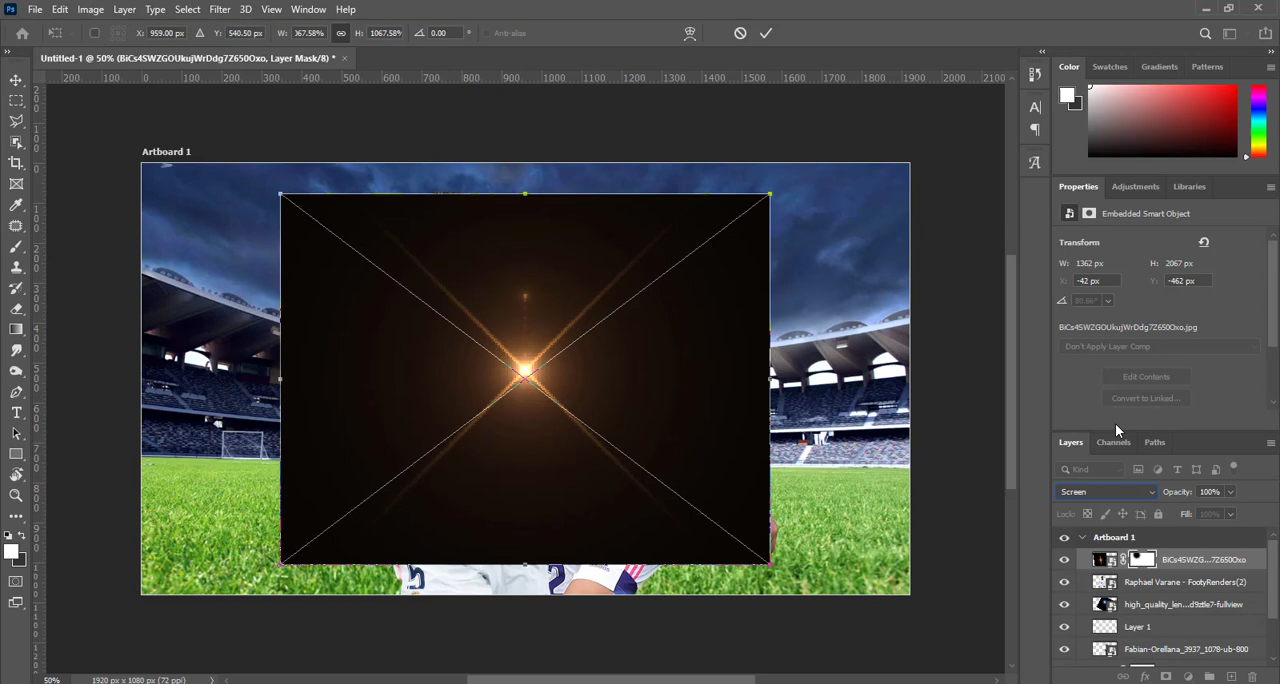 Ps File Edit Image Layer Type Select Filter 3D View Window Help
X: 959.00 px Y: 540.50 px W: 367.58% H: 1067.58% 0.00 ° Anti-alias
Untitled-1 @ 50% (BiCs4SWZGOUkujWrDdg7Z650Oxo, Layer Mask/8) * ×
200 100 0 100 200 300 400 500 600 700 800 900 1000 1100 1200 1300 1400 1500 1600 1700 1800 1900 2000 2100
Artboard 1
Color Swatches Gradients Patterns
Properties Adjustments Libraries
Embedded Smart Object
Transform
W: 1362 px H: 2067 px
X: -42 px Y: -462 px
80.86°
BiCs4SWZGOUkujWrDdg7Z650Oxo.jpg
Don't Apply Layer Comp
Edit Contents
Convert to Linked...
Layers Channels Paths
Kind
Screen Opacity: 100%
Lock: Fill: 100%
Artboard 1
BiCs4SWZG...7Z650Oxo
Raphael Varane - FootyRenders(2)
high_quality_len...d9ztle7-fullview
Layer 1
Fabian-Orellana_3937_1078-ub-800
50% 1920 px x 1080 px (72 ppi)